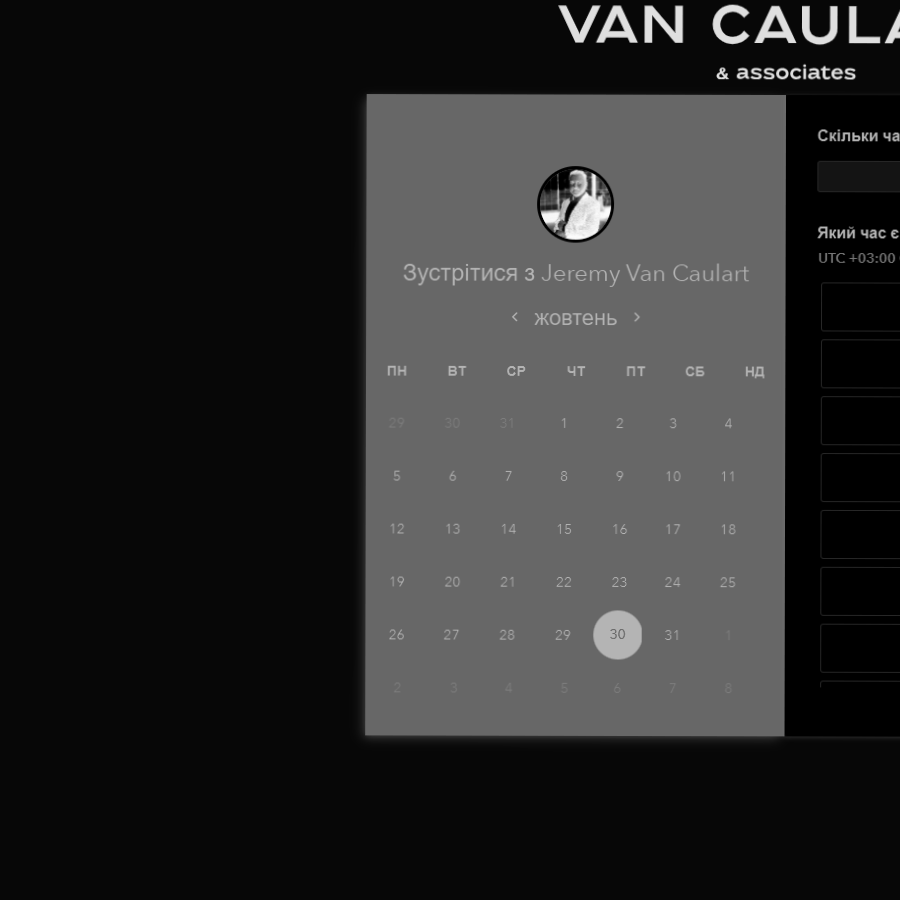 VAN CAULA
& associates
Скільки ча
Який час є
UTC +03:00
Зустрітися з Jeremy Van Caulart
жовтень
ПН ВТ СР ЧТ ПТ СБ НД
29 30 31 1 2 3 4
5 6 7 8 9 10 11
12 13 14 15 16 17 18
19 20 21 22 23 24 25
26 27 28 29 30 31 1
2 3 4 5 6 7 8